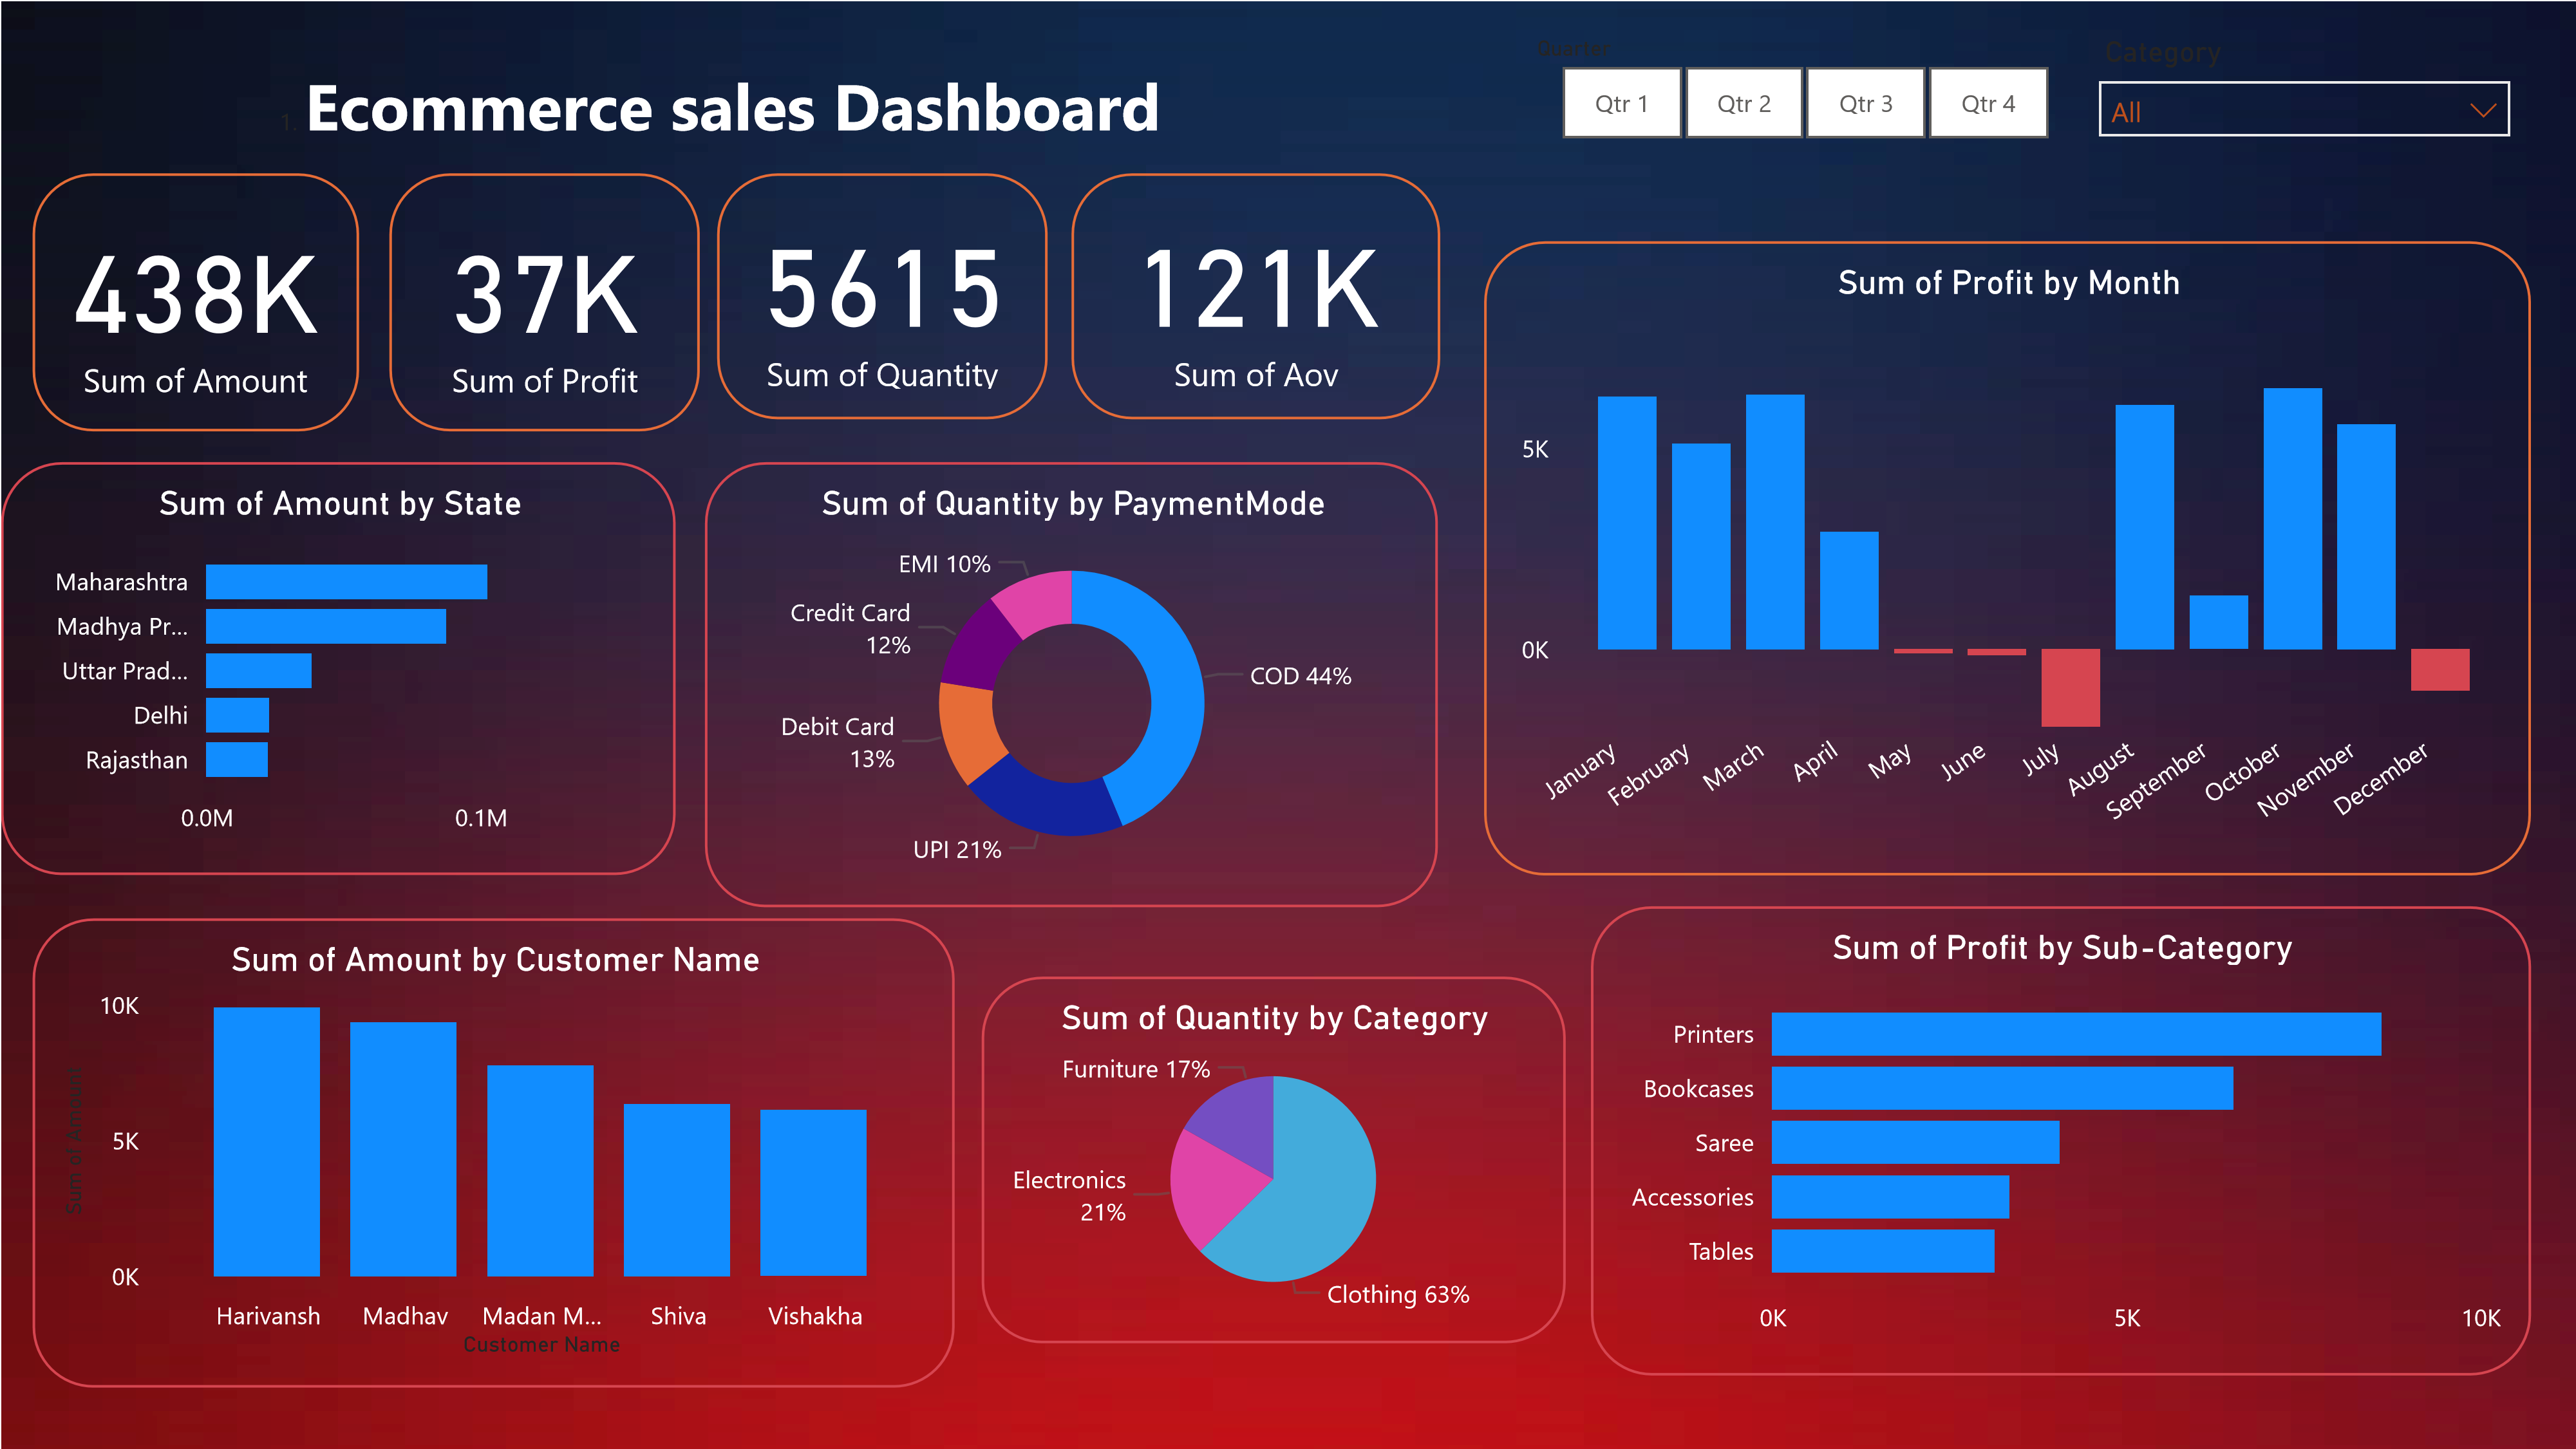 Quarter
Category
1. Ecommerce sales Dashboard
Qtr 1
Qtr 2
Qtr 3
Qtr 4
All
438K
Sum of Amount
37K
Sum of Profit
5615
Sum of Quantity
121K
Sum of Aov
Sum of Profit by Month
5K
0K
January
February
March
April
May
June
July
August
September
October
November
December
Sum of Amount by State
Maharashtra
Madhya Pr...
Uttar Prad...
Delhi
Rajasthan
0.0M
0.1M
Sum of Quantity by PaymentMode
EMI 10%
Credit Card
12%
COD 44%
Debit Card
13%
UPI 21%
Sum of Amount by Customer Name
Sum of Amount
10K
5K
0K
Harivansh
Madhav
Madan M...
Shiva
Vishakha
Customer Name
Sum of Quantity by Category
Furniture 17%
Electronics
21%
Clothing 63%
Sum of Profit by Sub-Category
Printers
Bookcases
Saree
Accessories
Tables
0K
5K
10K